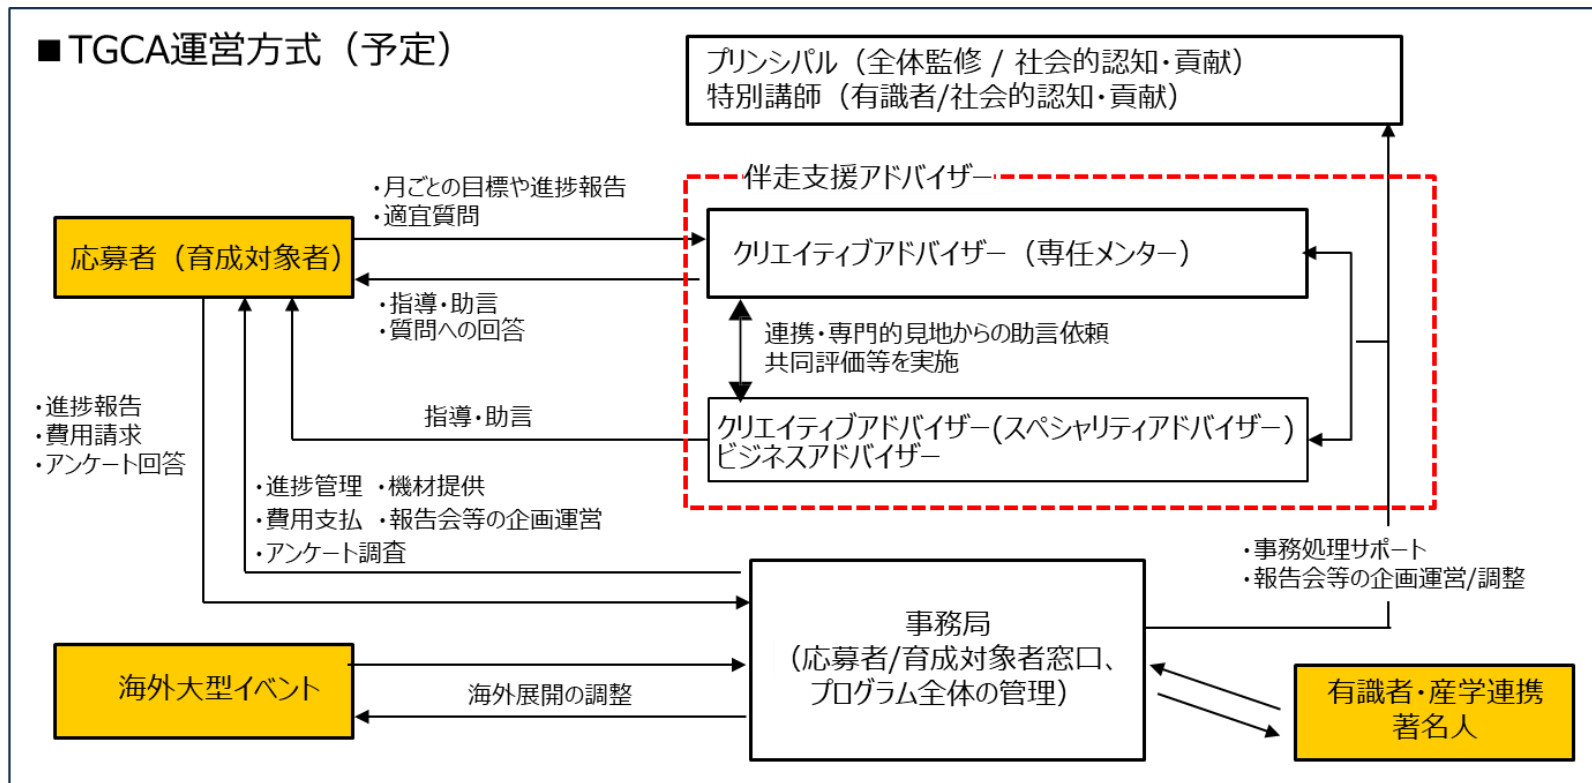 ■TGCA運営方式（予定）
プリンシパル（全体監修 / 社会的認知・貢献）
特別講師（有識者/社会的認知・貢献）
伴走支援アドバイザー
・月ごとの目標や進捗報告
・適宜質問
応募者（育成対象者）
クリエイティブアドバイザー（専任メンター）
・指導・助言
・質問への回答
連携・専門的見地からの助言依頼
共同評価等を実施
・進捗報告
・費用請求
・アンケート回答
指導・助言
クリエイティブアドバイザー(スペシャリティアドバイザー)
ビジネスアドバイザー
・進捗管理 ・機材提供
・費用支払 ・報告会等の企画運営
・アンケート調査
・事務処理サポート
・報告会等の企画運営/調整
事務局
（応募者/育成対象者窓口、
プログラム全体の管理）
海外大型イベント
海外展開の調整
有識者・産学連携
著名人